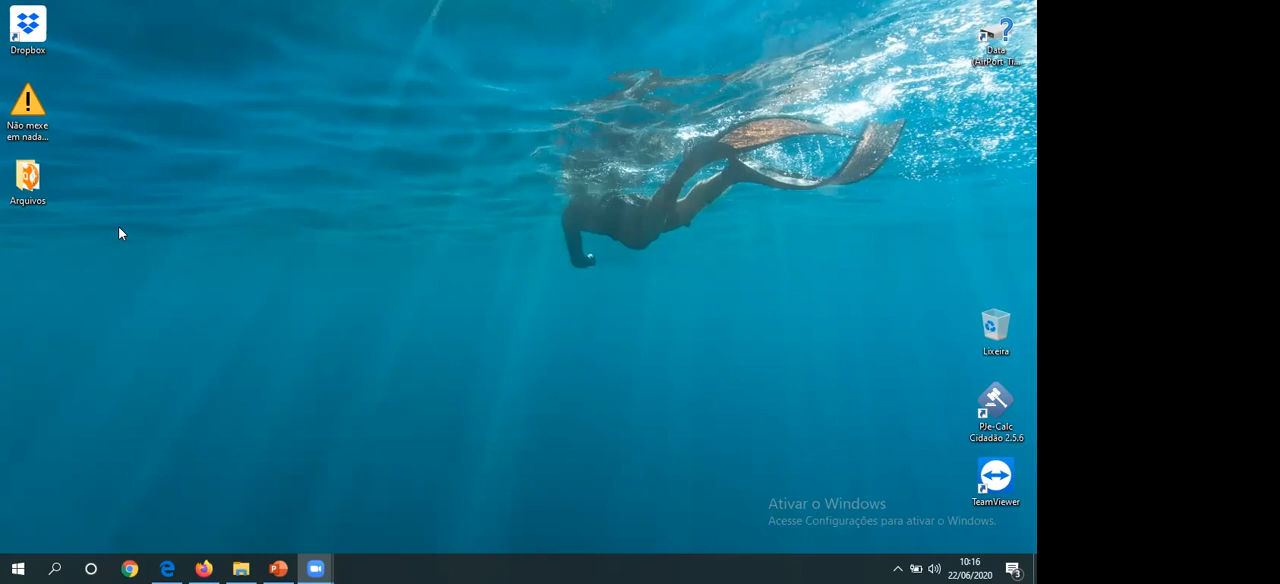 Dropbox
Não mexe
em nada...
Arquivos
Data
(AirPort Ti...
Lixeira
PJe-Calc
Cidadão 2.5.6
TeamViewer
Ativar o Windows
Acesse Configurações para ativar o Windows.
10:16
22/06/2020
3